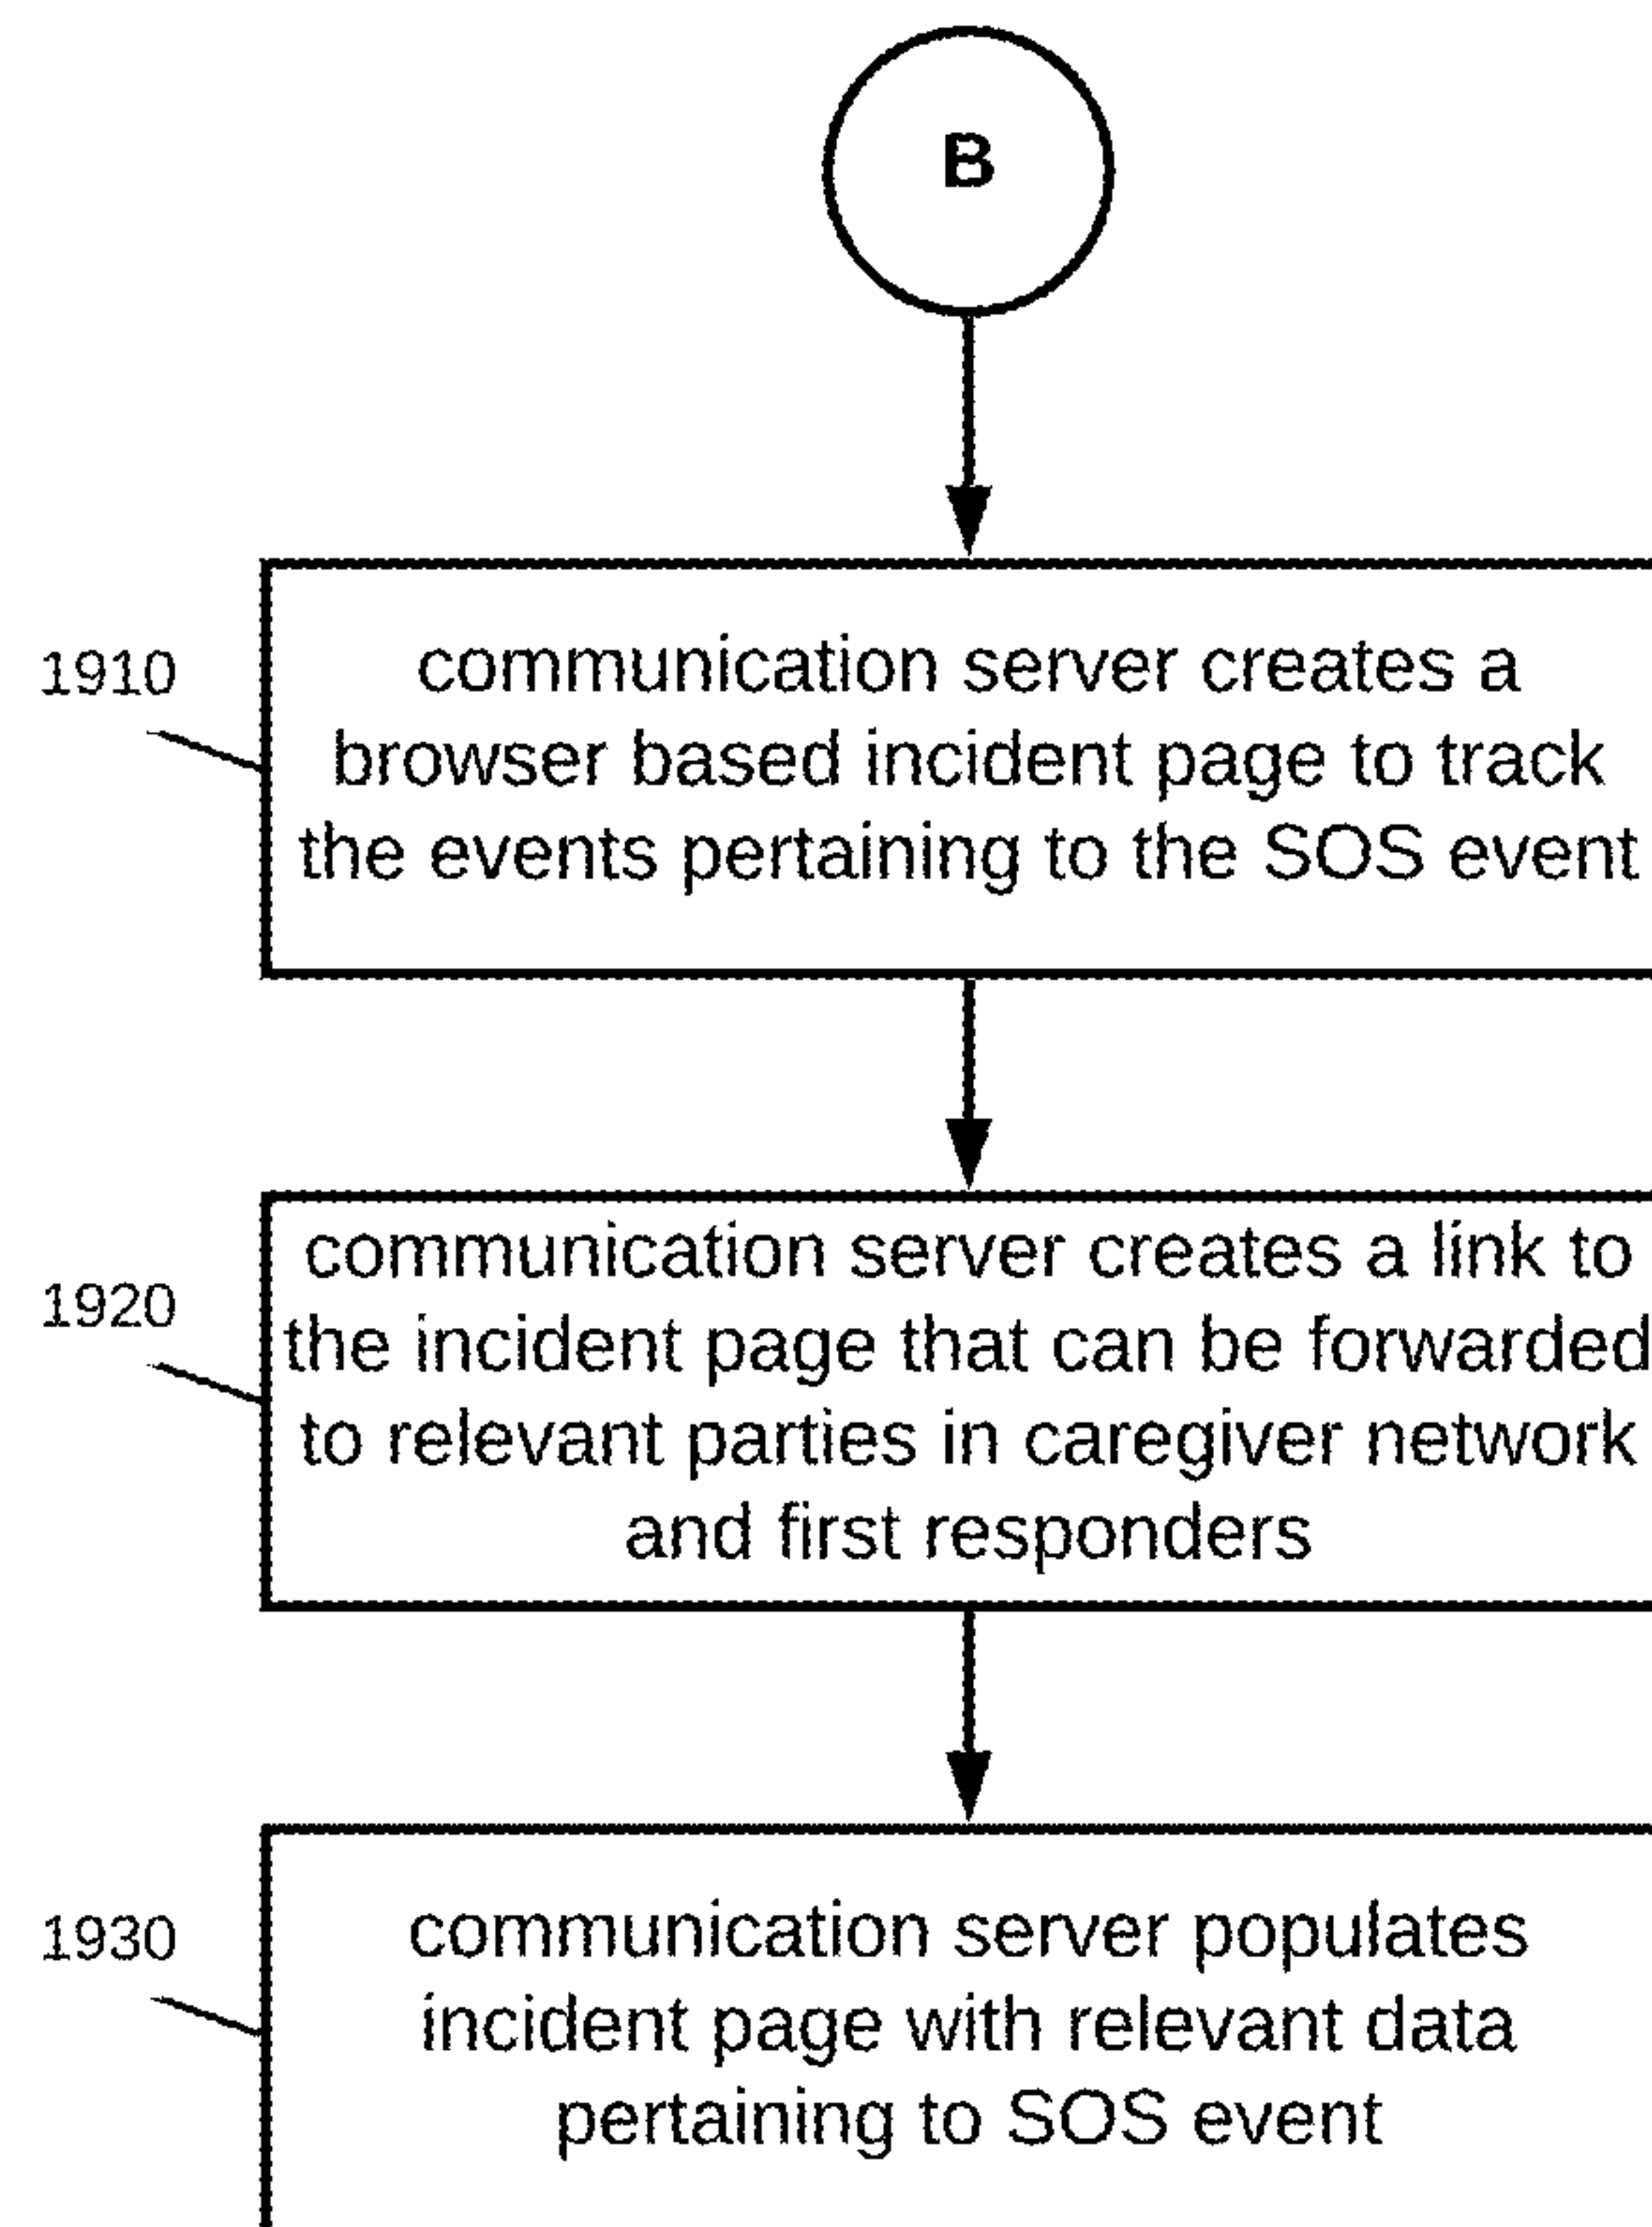 B
1910
communication server creates a
browser based incident page to track
the events pertaining to the SOS event
1920
communication server creates a link to
the incident page that can be forwarded
to relevant parties in caregiver network
and first responders
1930
communication server populates
incident page with relevant data
pertaining to SOS event